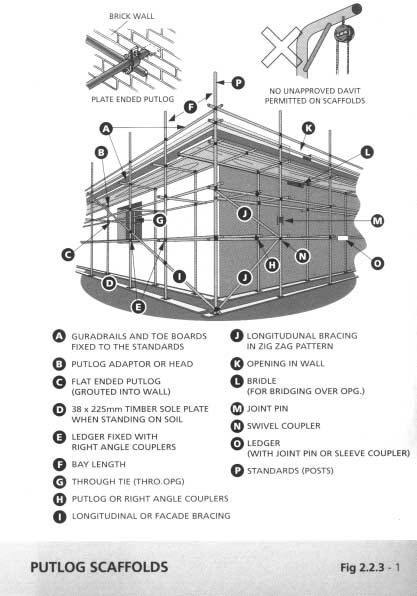 BRICK WALL
PLATE ENDED PUTLOG
NO UNAPPROVED DAVIT
PERMITTED ON SCAFFOLDS
P
F
A
K
B
L
J
G
M
C
N
H
O
I
J
D
E
A GURADRAILS AND TOE BOARDS
FIXED TO THE STANDARDS
B PUTLOG ADAPTOR OR HEAD
C FLAT ENDED PUTLOG
(GROUTED INTO WALL)
D 38 x 225mm TIMBER SOLE PLATE
WHEN STANDING ON SOIL
E LEDGER FIXED WITH
RIGHT ANGLE COUPLERS
F BAY LENGTH
G THROUGH TIE (THRO.OPG)
H PUTLOG OR RIGHT ANGLE COUPLERS
I LONGITUDINAL OR FACADE BRACING
J LONGITUDUNAL BRACING
IN ZIG ZAG PATTERN
K OPENING IN WALL
L BRIDLE
(FOR BRIDGING OVER OPG.)
M JOINT PIN
N SWIVEL COUPLER
O LEDGER
(WITH JOINT PIN OR SLEEVE COUPLER)
P STANDARDS (POSTS)
PUTLOG SCAFFOLDS
Fig 2.2.3 - 1